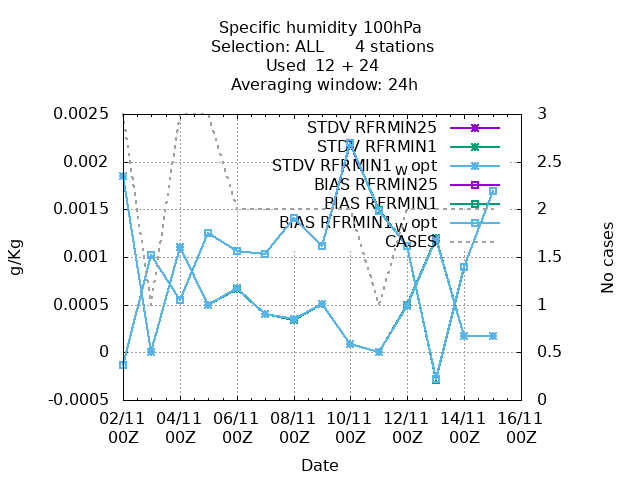 Specific humidity 100hPa
Selection: ALL 4 stations
Used 12 + 24
Averaging window: 24h
0.0025
0.002
0.0015
0.001
0.0005
0
-0.0005
g/Kg
STDV RFRMIN25
STDV RFRMIN1
STDV RFRMIN1_w opt
BIAS RFRMIN25
BIAS RFRMIN1
BIAS RFRMIN1_w opt
CASES
3
2.5
2
1.5
1
0.5
0
No cases
02/11 04/11 06/11 08/11 10/11 12/11 14/11 16/11
00Z 00Z 00Z 00Z 00Z 00Z 00Z 00Z
Date